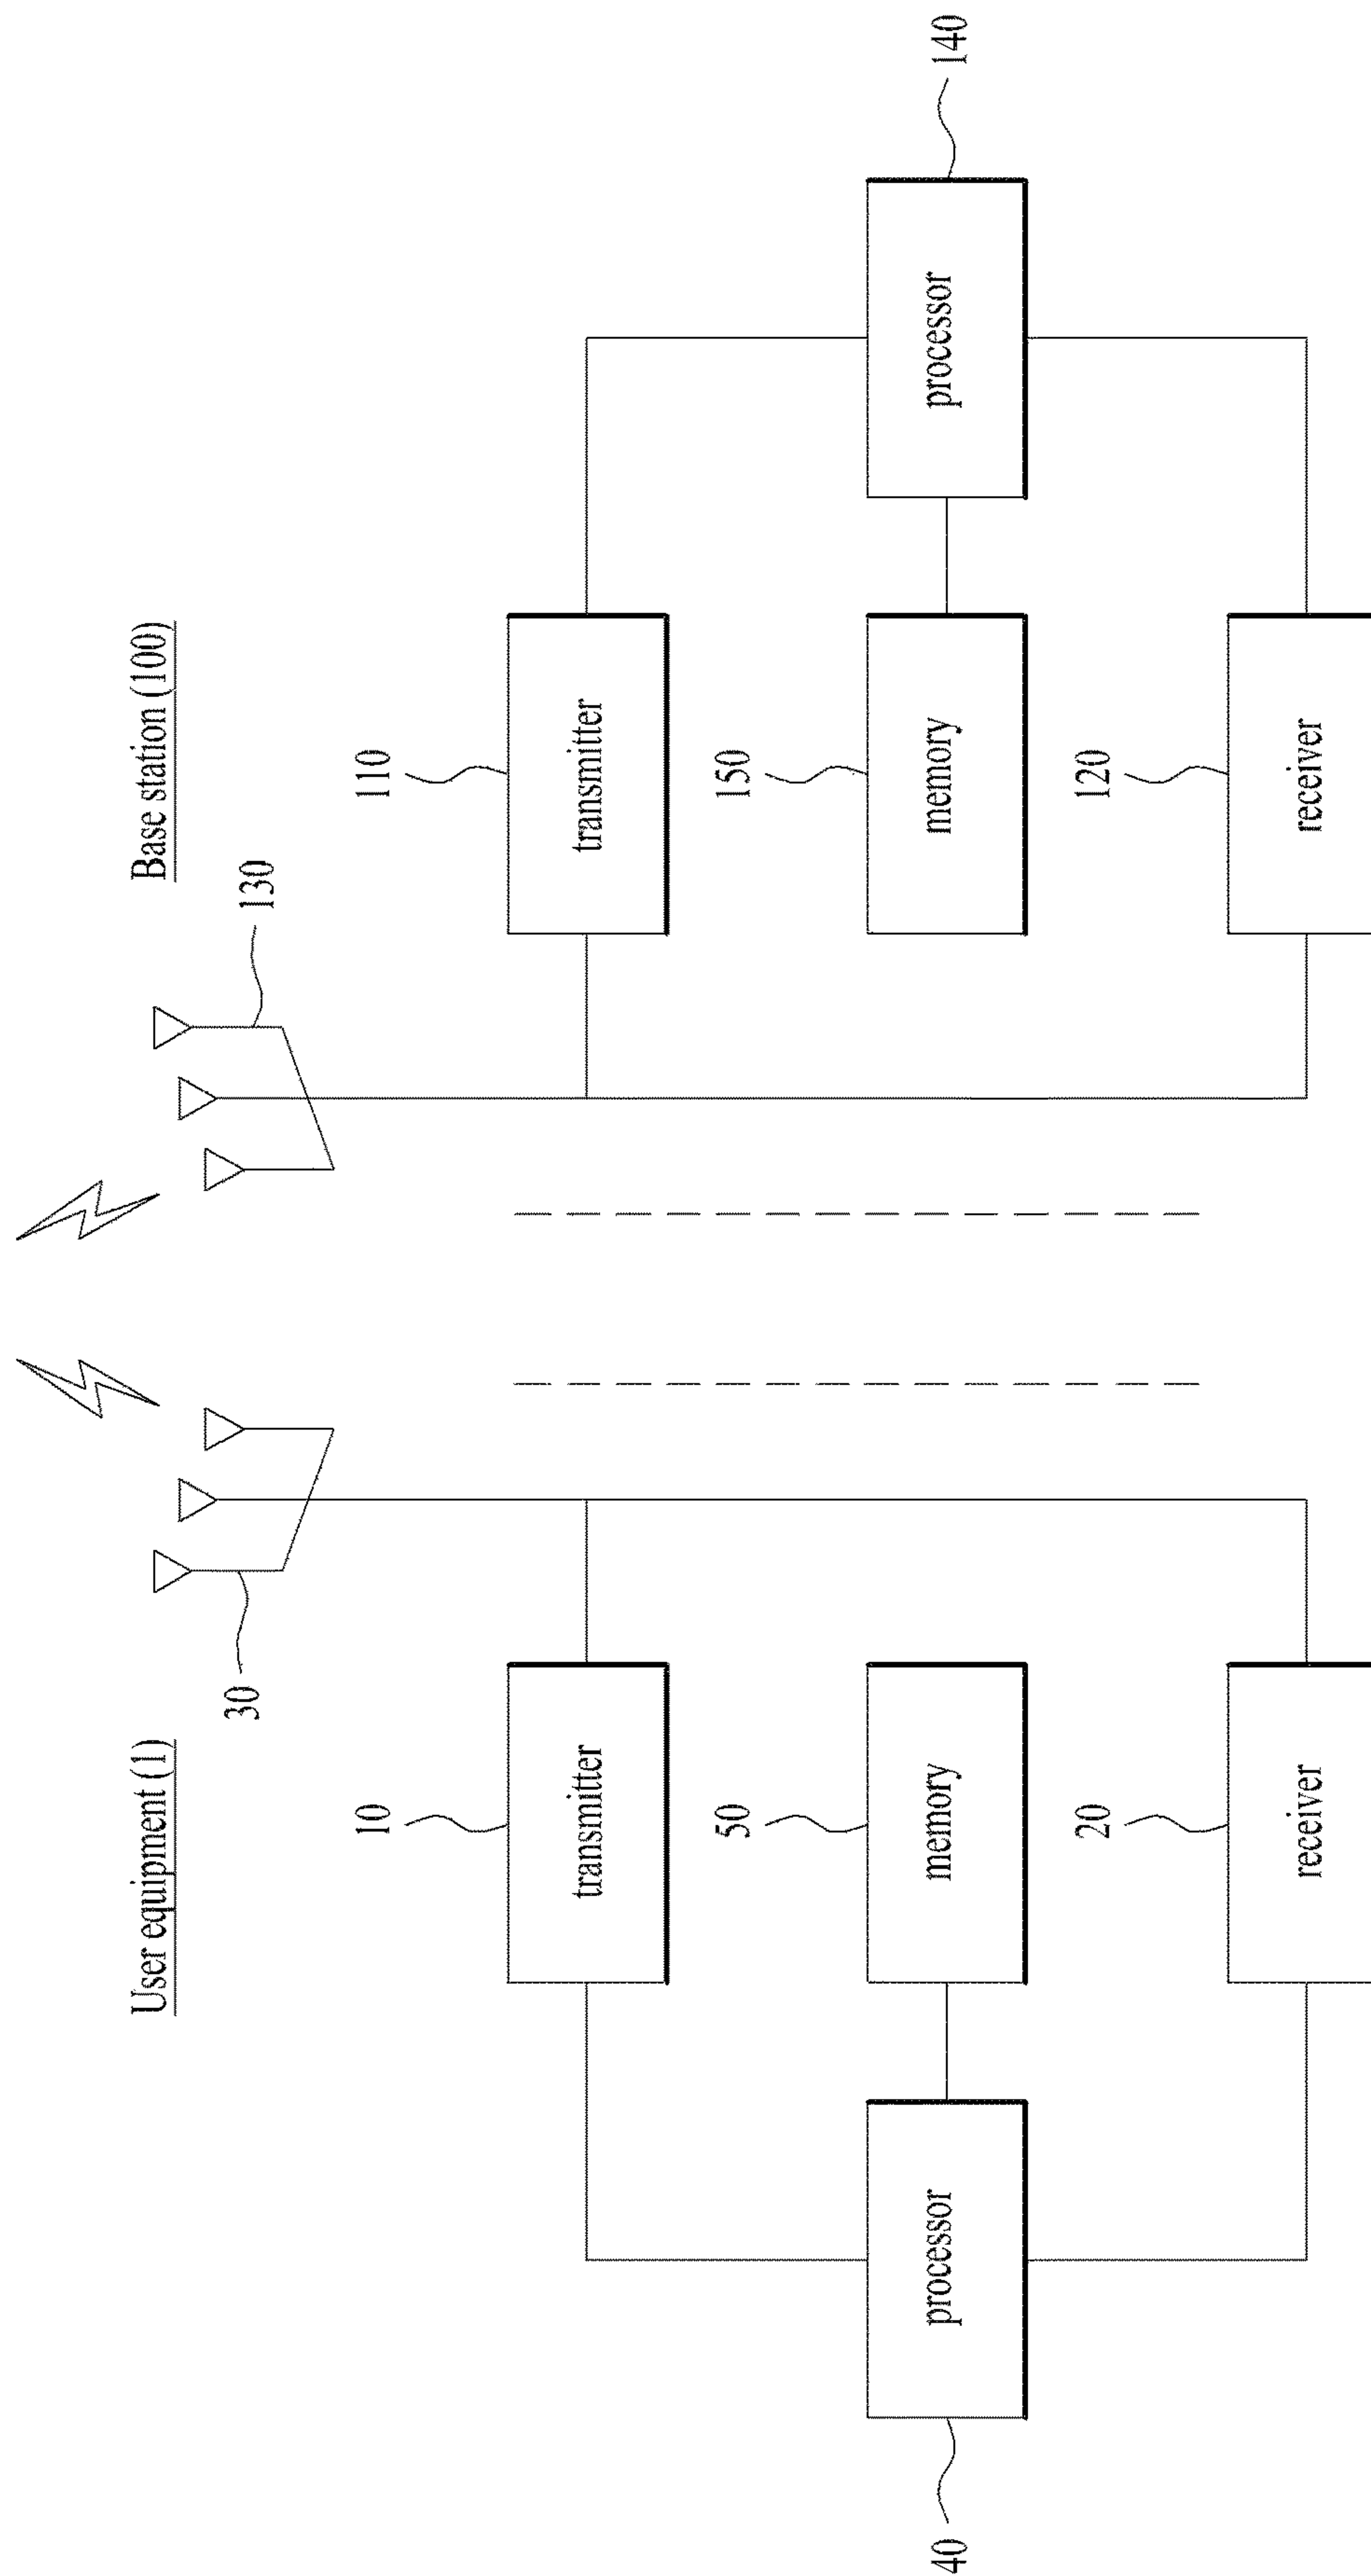 User equipment (1)
Base station (100)
30
130
10
transmitter
110
transmitter
40
processor
50
memory
150
memory
processor
140
20
receiver
120
receiver